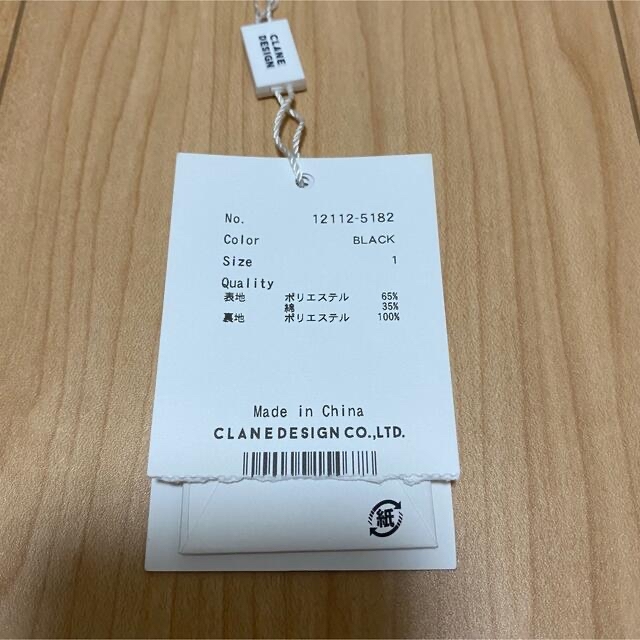 CLANE
DESIGN
No. 12112-5182
Color BLACK
Size 1
Quality
表地 ポリエステル 65%
綿 35%
裏地 ポリエステル 100%
Made in China
CLANEDESIGN CO.,LTD.
紙